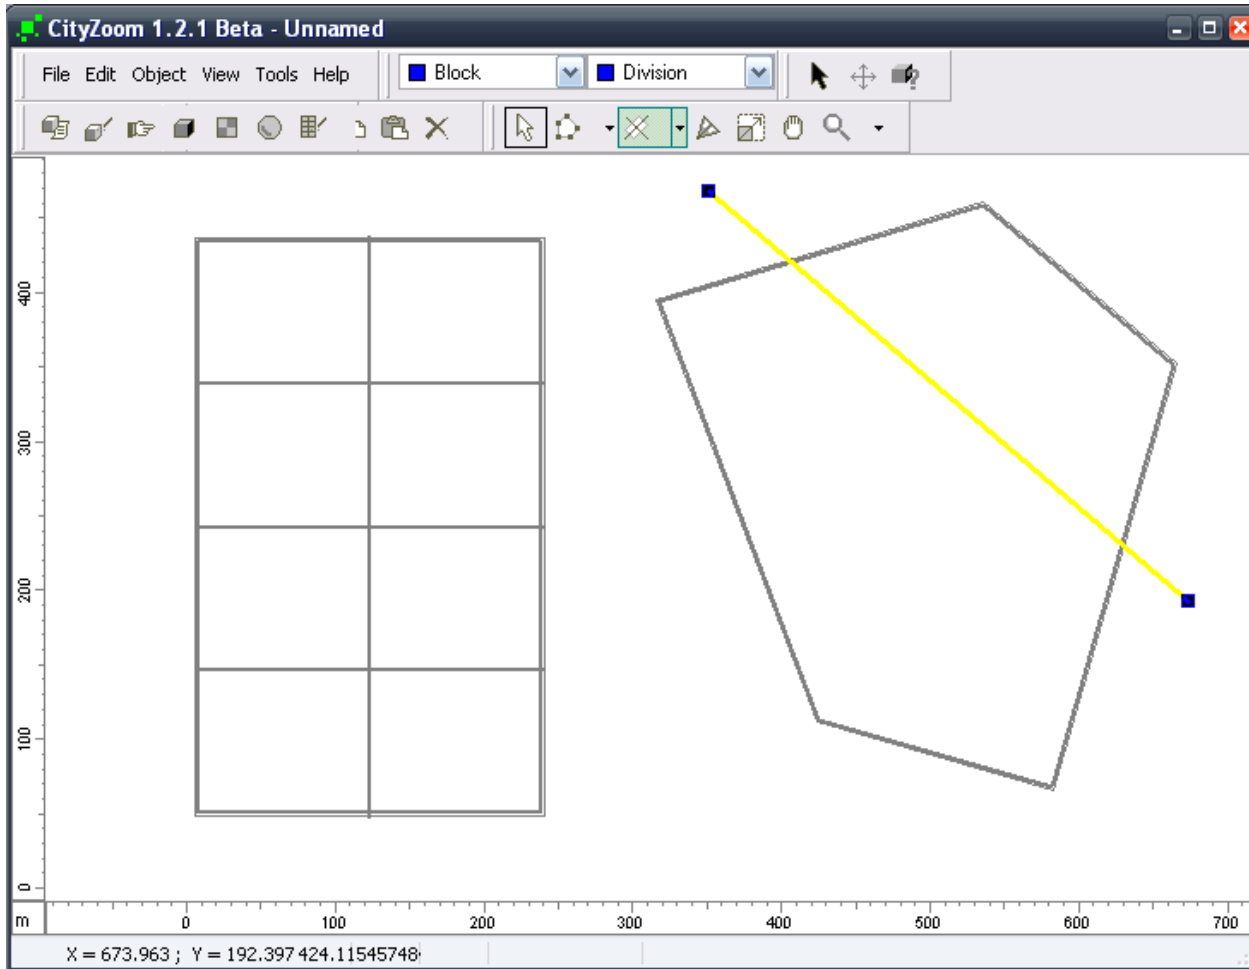 CityZoom 1.2.1 Beta - Unnamed
File Edit Object View Tools Help Block Division
400
300
200
100
0
m 0 100 200 300 400 500 600 700
X = 673.963 ; Y = 192.397 424.11545748